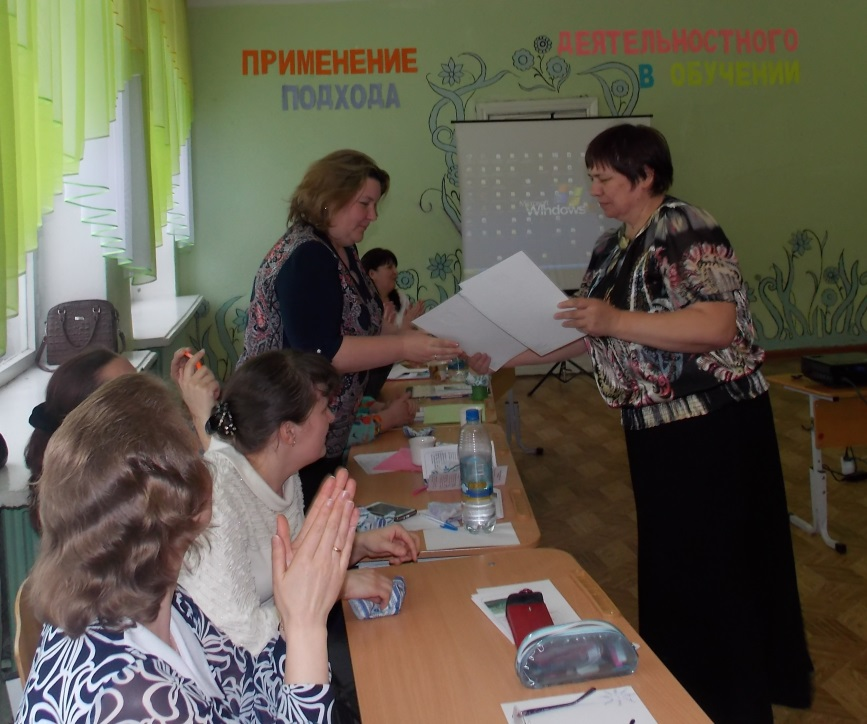 ПРИМЕНЕНИЕ ДЕЯТЕЛЬНОСТНОГО
ПОДХОДА В ОБУЧЕНИИ
Windows